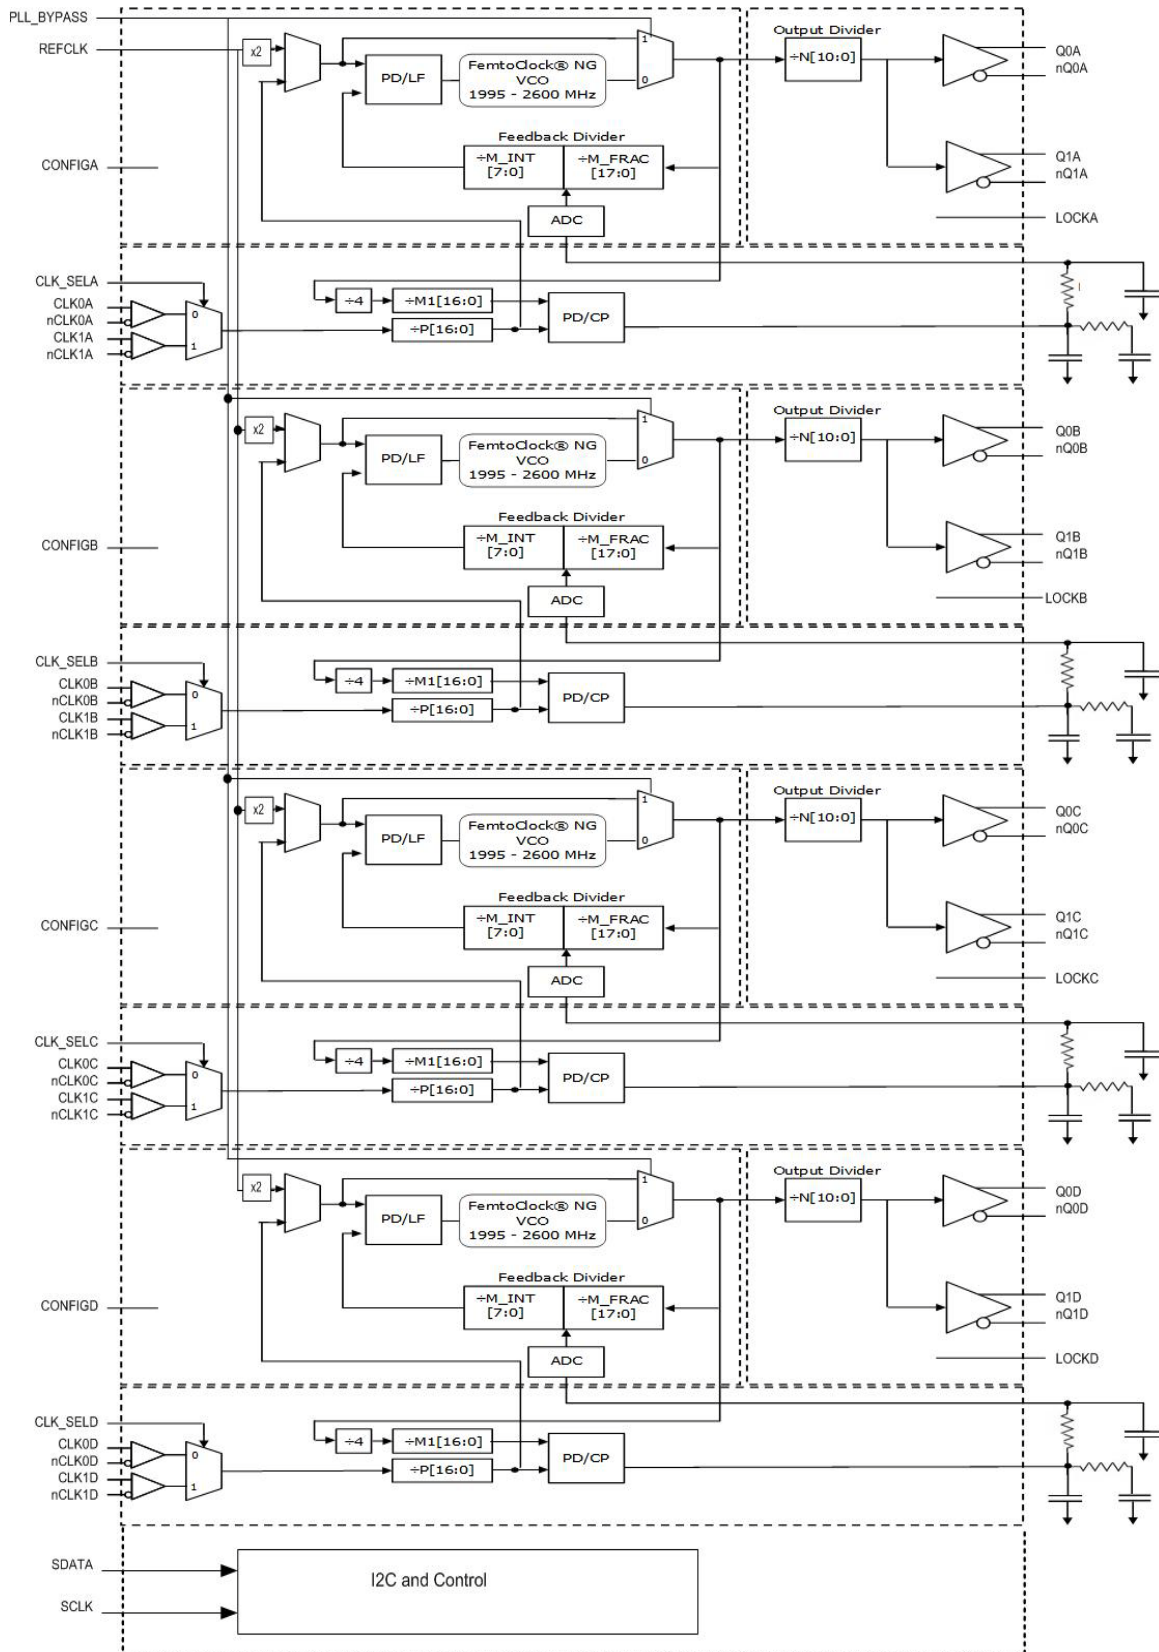 PLL_BYPASS
REFCLK
x2
PD/LF
FemtoClock® NG
VCO
1995 - 2600 MHz
1
0
Output Divider
÷N[10:0]
Q0A
nQ0A
CONFIGA
Feedback Divider
÷M_INT
[7:0]
÷M_FRAC
[17:0]
ADC
Q1A
nQ1A
LOCKA
CLK_SELA
CLK0A
nCLK0A
CLK1A
nCLK1A
0
1
÷4
÷M1[16:0]
÷P[16:0]
PD/CP
x2
PD/LF
FemtoClock® NG
VCO
1995 - 2600 MHz
1
0
Output Divider
÷N[10:0]
Q0B
nQ0B
CONFIGB
Feedback Divider
÷M_INT
[7:0]
÷M_FRAC
[17:0]
ADC
Q1B
nQ1B
LOCKB
CLK_SELB
CLK0B
nCLK0B
CLK1B
nCLK1B
0
1
÷4
÷M1[16:0]
÷P[16:0]
PD/CP
x2
PD/LF
FemtoClock® NG
VCO
1995 - 2600 MHz
1
0
Output Divider
÷N[10:0]
Q0C
nQ0C
CONFIGC
Feedback Divider
÷M_INT
[7:0]
÷M_FRAC
[17:0]
ADC
Q1C
nQ1C
LOCKC
CLK_SELC
CLK0C
nCLK0C
CLK1C
nCLK1C
0
1
÷4
÷M1[16:0]
÷P[16:0]
PD/CP
x2
PD/LF
FemtoClock® NG
VCO
1995 - 2600 MHz
1
0
Output Divider
÷N[10:0]
Q0D
nQ0D
CONFIGD
Feedback Divider
÷M_INT
[7:0]
÷M_FRAC
[17:0]
ADC
Q1D
nQ1D
LOCKD
CLK_SELD
CLK0D
nCLK0D
CLK1D
nCLK1D
0
1
÷4
÷M1[16:0]
÷P[16:0]
PD/CP
SDATA
SCLK
I2C and Control